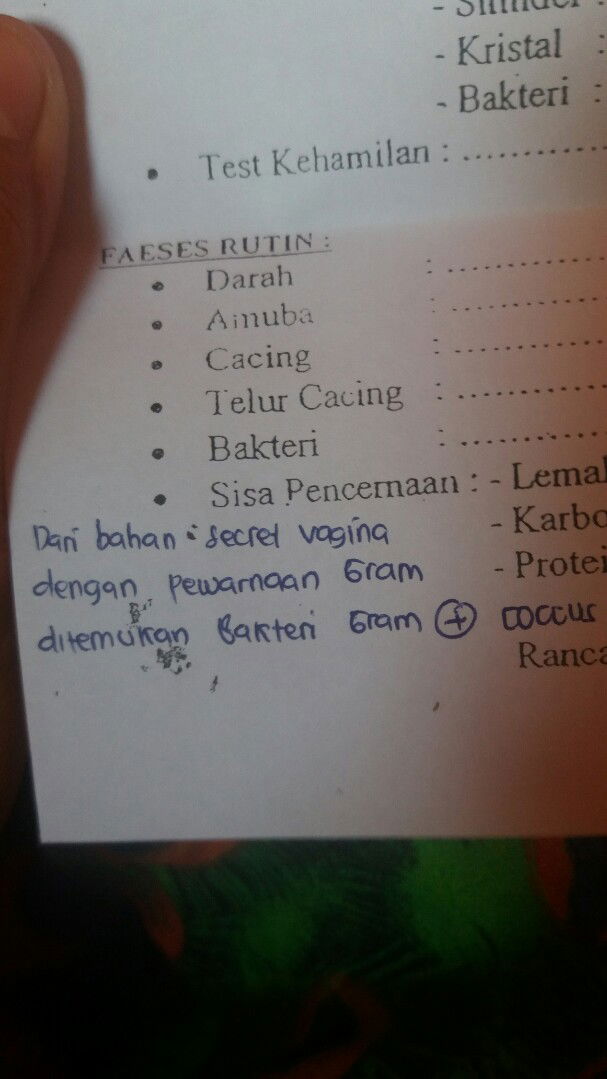 - Kristal :
- Bakteri :
• Test Kehamilan : ............
FAESES RUTIN :
• Darah : ............
• Amuba : ............
• Cacing : ............
• Telur Cacing : ............
• Bakteri : ............
• Sisa Pencernaan : - Lemal
- Karbo
- Protei
Dari bahan : secret vagina
dengan pewarnaan Gram
ditemukan Bakteri Gram (+) coccus
Ranca